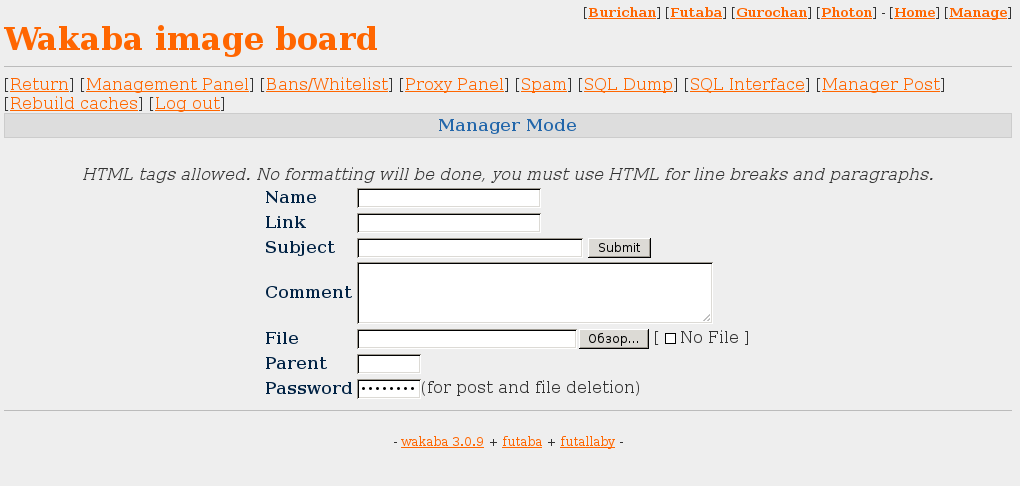 [Burichan] [Futaba] [Gurochan] [Photon] - [Home] [Manage]
Wakaba image board
[Return] [Management Panel] [Bans/Whitelist] [Proxy Panel] [Spam] [SQL Dump] [SQL Interface] [Manager Post]
[Rebuild caches] [Log out]
Manager Mode
HTML tags allowed. No formatting will be done, you must use HTML for line breaks and paragraphs.
Name
Link
Subject Submit
Comment
File Обзор... [ No File ]
Parent
Password ········ (for post and file deletion)
- wakaba 3.0.9 + futaba + futallaby -